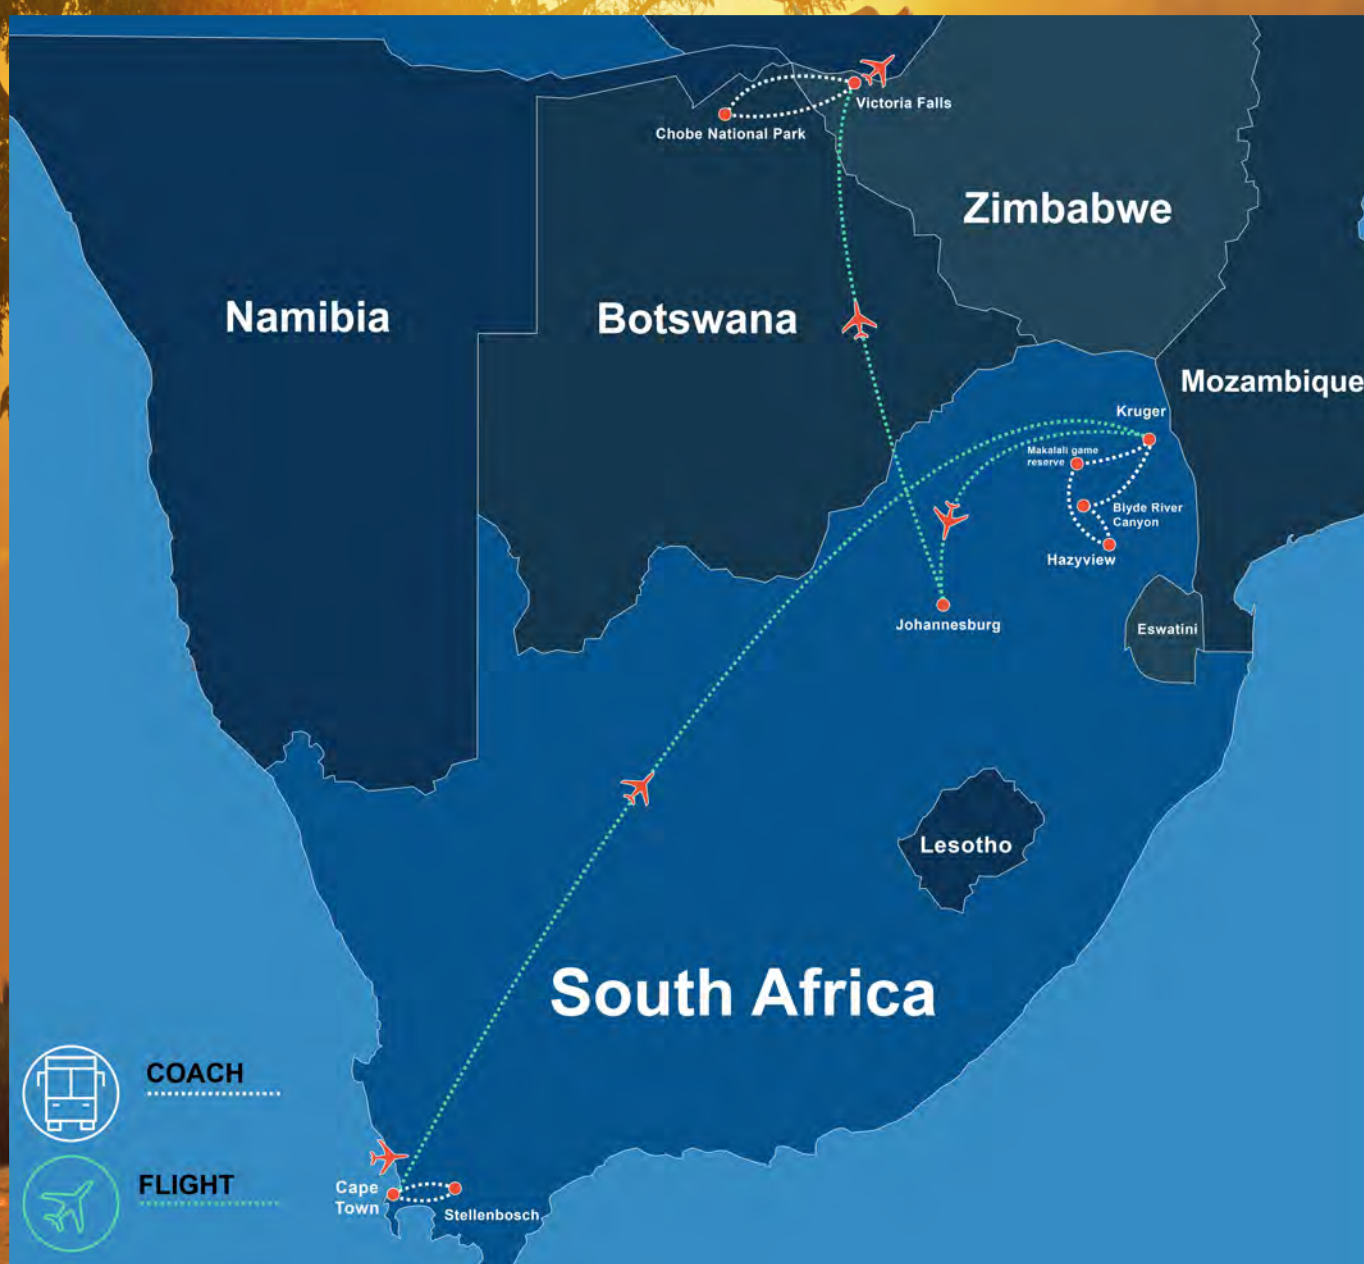 Victoria Falls
Chobe National Park
Zimbabwe
Namibia
Botswana
Mozambique
Kruger
Makalali game
reserve
Blyde River
Canyon
Hazyview
Johannesburg
Eswatini
Lesotho
South Africa
COACH
FLIGHT
Cape
Town
Stellenbosch